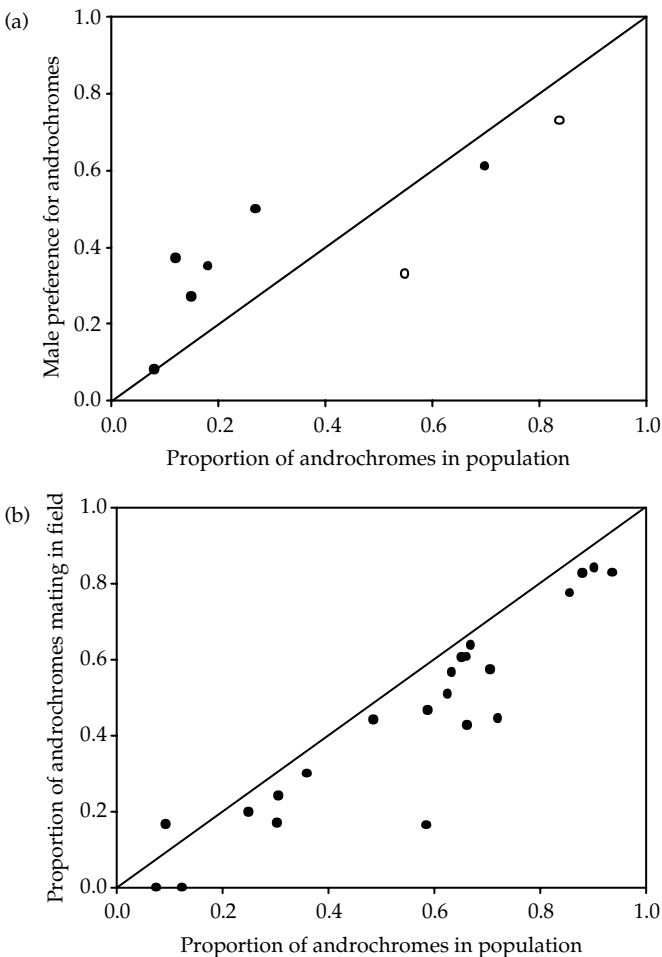 (a)
Male preference for androchromes
1.0
0.8
0.6
0.4
0.2
0.0
0.0 0.2 0.4 0.6 0.8 1.0
Proportion of androchromes in population
(b)
Proportion of androchromes mating in field
1.0
0.8
0.6
0.4
0.2
0.0
0.0 0.2 0.4 0.6 0.8 1.0
Proportion of androchromes in population